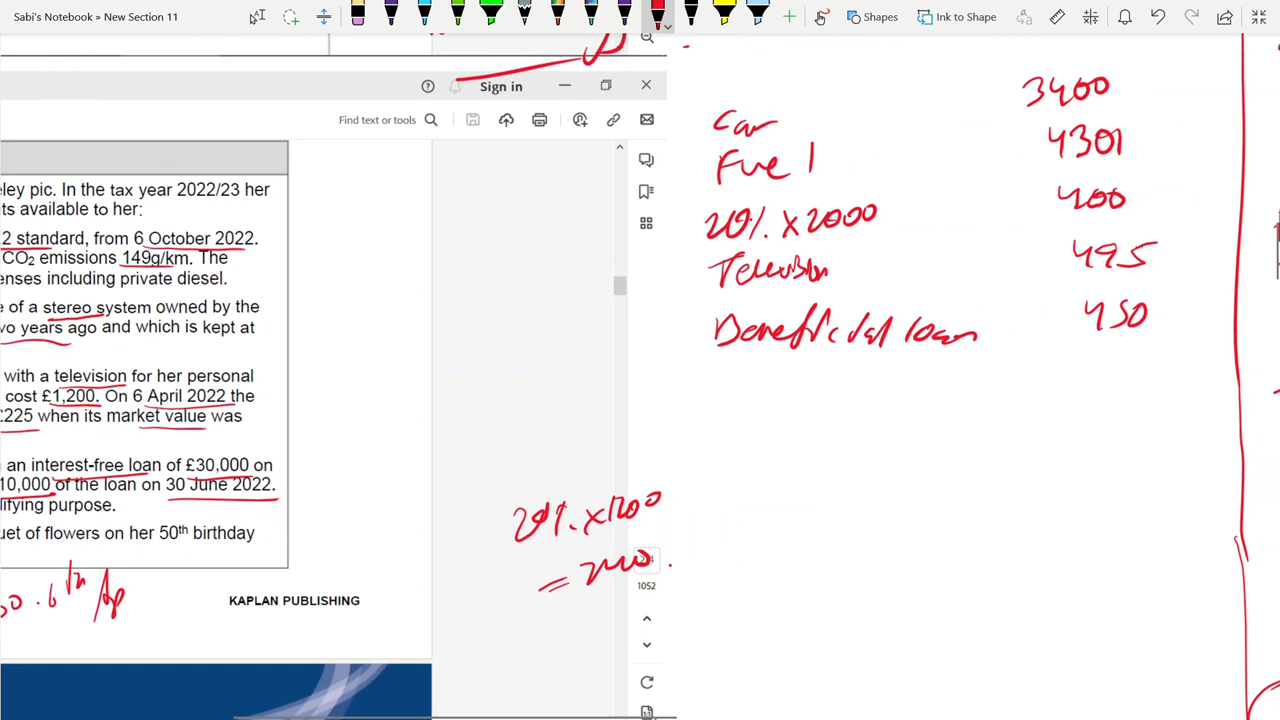 Sabi's Notebook » New Section 11
Shapes
Ink to Shape
Sign in
Find text or tools
eley pic. In the tax year 2022/23 her
ts available to her:
2 standard, from 6 October 2022.
CO2 emissions 149g/km. The
enses including private diesel.
e of a stereo system owned by the
vo years ago and which is kept at
with a television for her personal
cost £1,200. On 6 April 2022 the
£225 when its market value was
an interest-free loan of £30,000 on
10,000 of the loan on 30 June 2022.
lifying purpose.
uet of flowers on her 50th birthday
KAPLAN PUBLISHING
20% x 1200
= 240.
1052
3400
Car
4301
Fuel
400
20% x 2000
495
Television
450
Beneficial loan